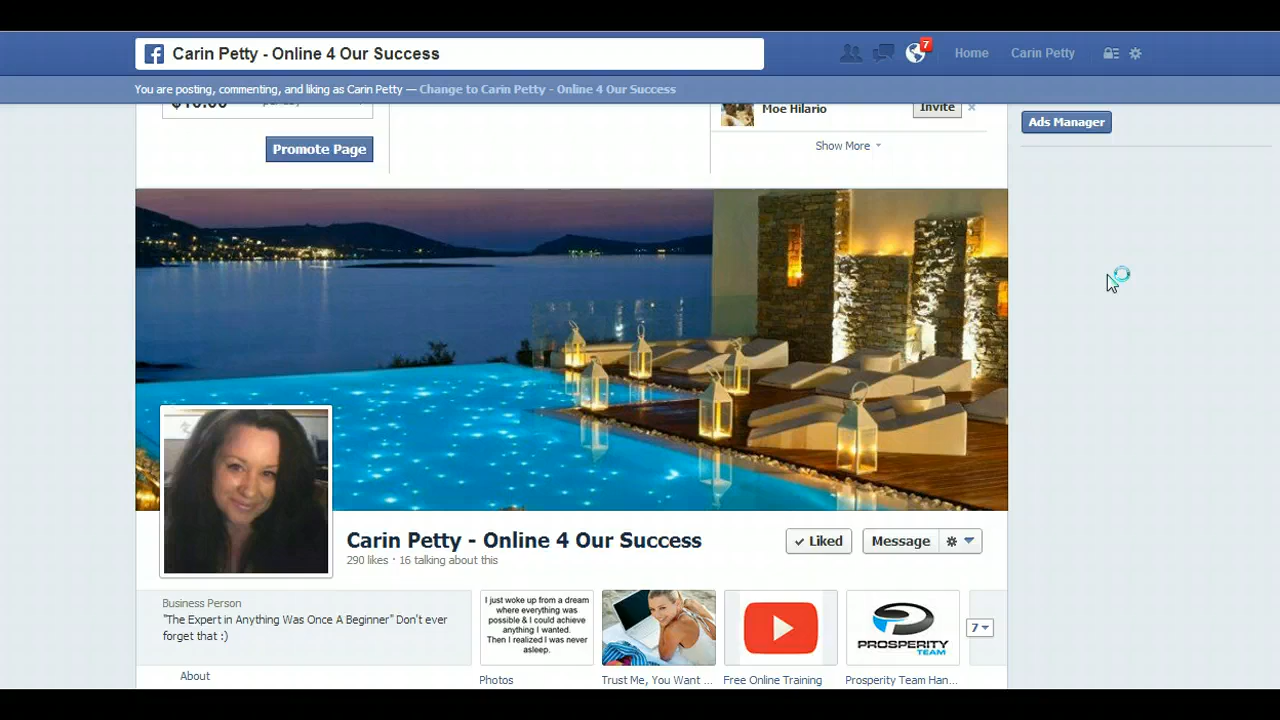 Carin Petty - Online 4 Our Success
7
Home
Carin Petty
You are posting, commenting, and liking as Carin Petty — Change to Carin Petty - Online 4 Our Success
Moe Hilario
Invite
Ads Manager
Promote Page
Show More
Carin Petty - Online 4 Our Success
290 likes · 16 talking about this
Liked
Message
Business Person
"The Expert in Anything Was Once A Beginner" Don't ever
forget that :)
About
I just woke up from a dream
where everything was
possible & I could achieve
anything I wanted.
Then I realized I was never
asleep.
PROSPERITY
TEAM
7
Photos
Trust Me, You Want ...
Free Online Training
Prosperity Team Han...